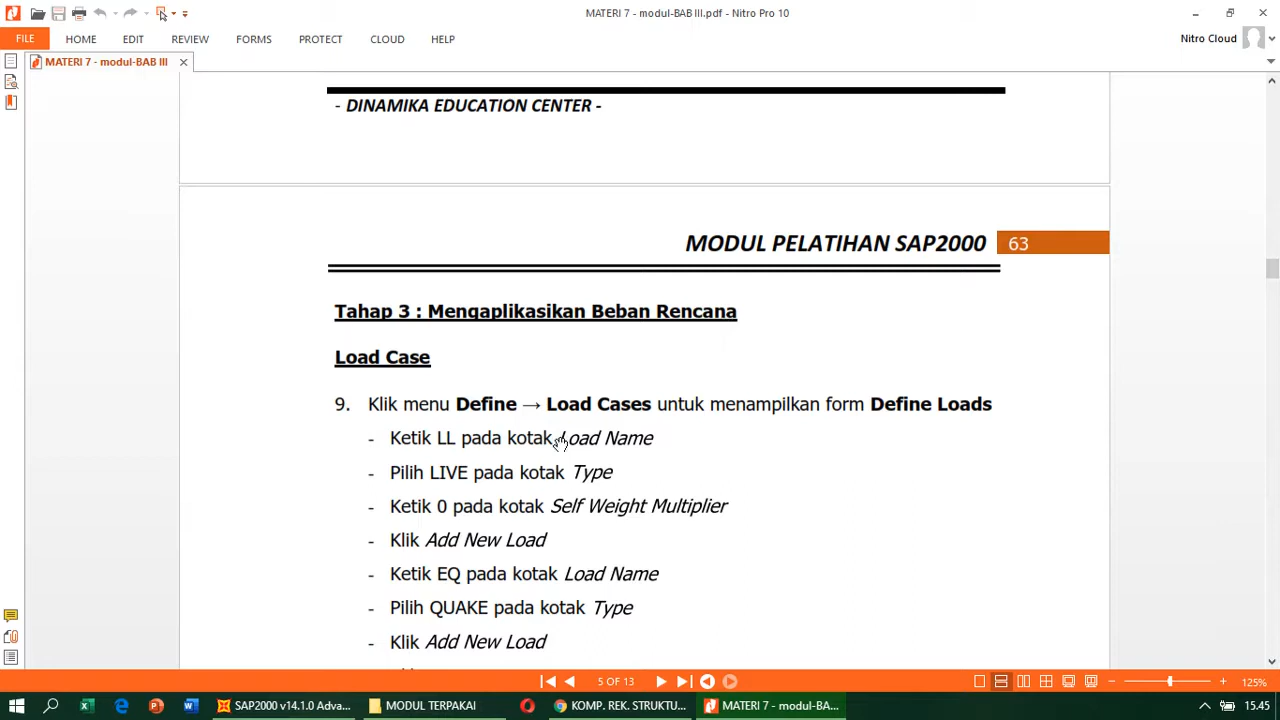 MATERI 7 - modul-BAB III.pdf - Nitro Pro 10
FILE HOME EDIT REVIEW FORMS PROTECT CLOUD HELP
Nitro Cloud
MATERI 7 - modul-BAB III
- DINAMIKA EDUCATION CENTER -
MODUL PELATIHAN SAP2000 63
Tahap 3 : Mengaplikasikan Beban Rencana
Load Case
9. Klik menu Define → Load Cases untuk menampilkan form Define Loads
- Ketik LL pada kotak Load Name
- Pilih LIVE pada kotak Type
- Ketik 0 pada kotak Self Weight Multiplier
- Klik Add New Load
- Ketik EQ pada kotak Load Name
- Pilih QUAKE pada kotak Type
- Klik Add New Load
5 OF 13
125%
SAP2000 v14.1.0 Adva...
MODUL TERPAKAI
KOMP. REK. STRUKTU...
MATERI 7 - modul-BA...
15.45